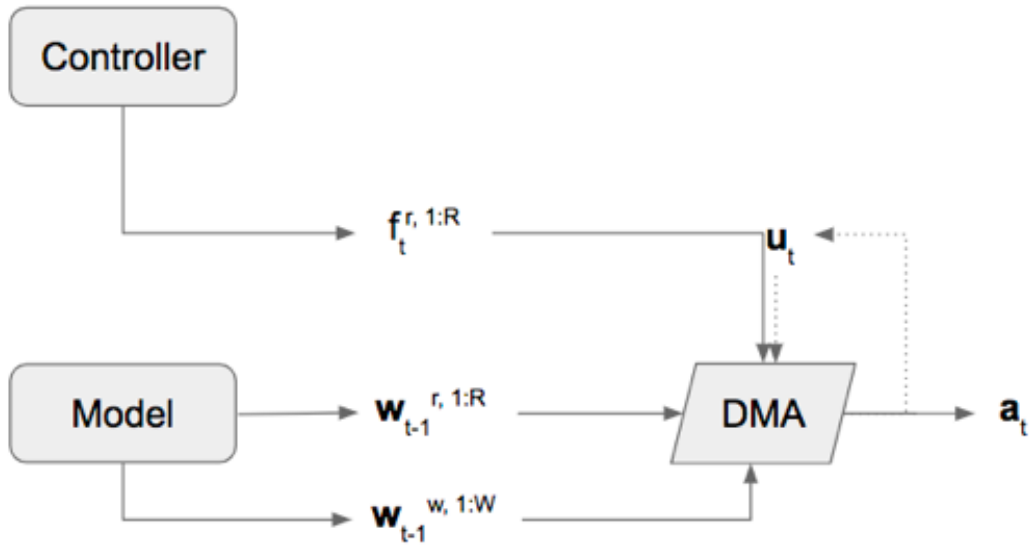 Controller
f_t^{r, 1:R}
u_t
Model
w_{t-1}^{r, 1:R}
DMA
a_t
w_{t-1}^{w, 1:W}